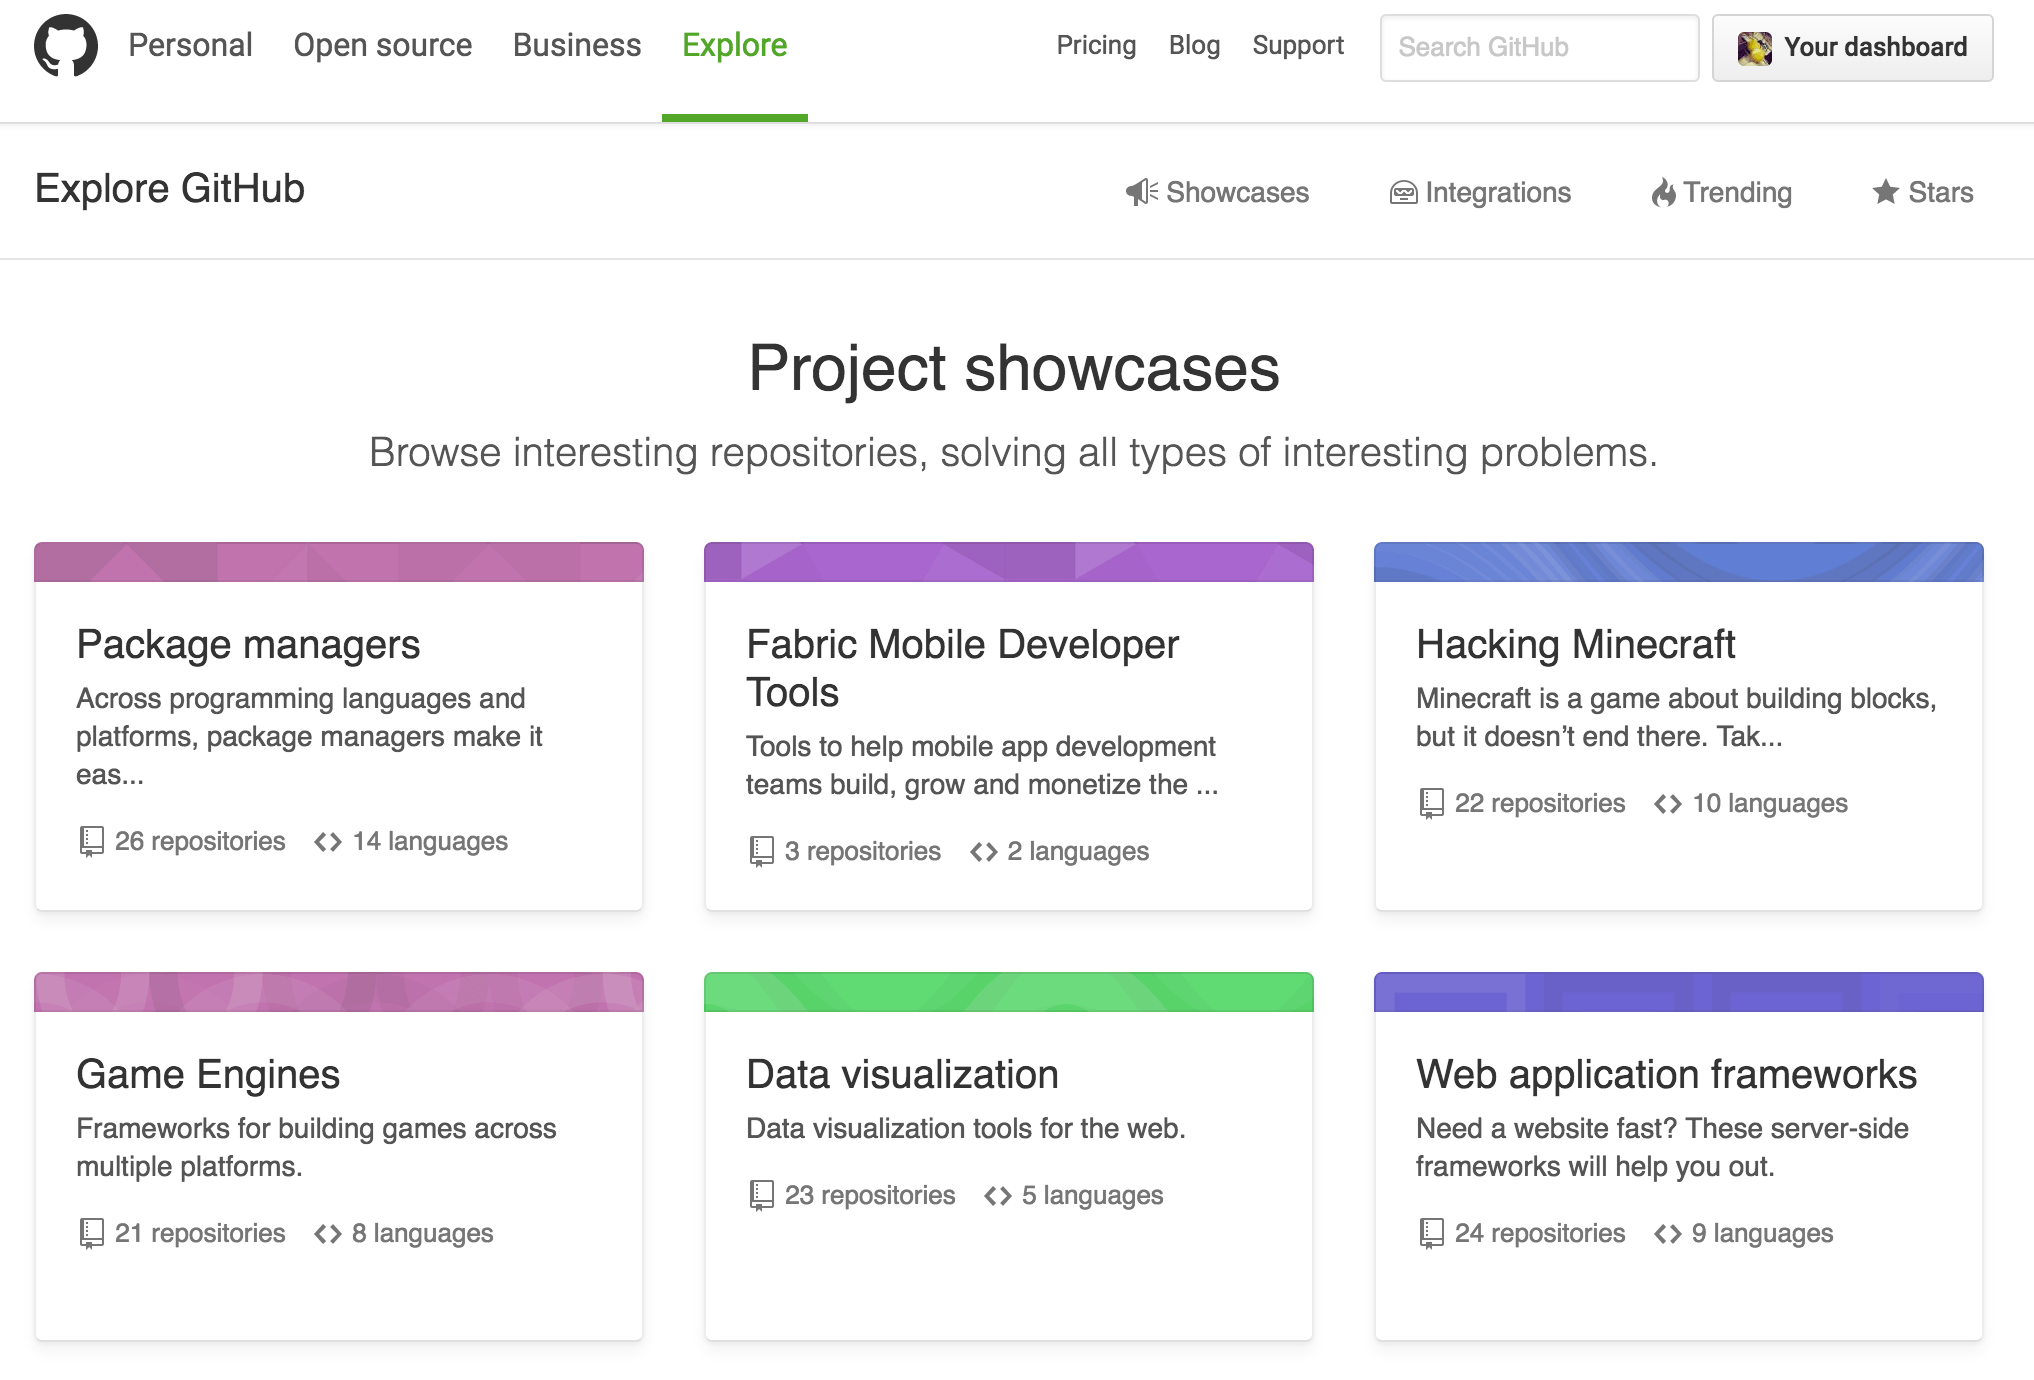 Personal Open source Business Explore Pricing Blog Support Search GitHub Your dashboard
Explore GitHub Showcases Integrations Trending Stars
Project showcases
Browse interesting repositories, solving all types of interesting problems.
Package managers
Across programming languages and
platforms, package managers make it
eas...
26 repositories 14 languages
Fabric Mobile Developer
Tools
Tools to help mobile app development
teams build, grow and monetize the ...
3 repositories 2 languages
Hacking Minecraft
Minecraft is a game about building blocks,
but it doesn’t end there. Tak...
22 repositories 10 languages
Game Engines
Frameworks for building games across
multiple platforms.
21 repositories 8 languages
Data visualization
Data visualization tools for the web.
23 repositories 5 languages
Web application frameworks
Need a website fast? These server-side
frameworks will help you out.
24 repositories 9 languages